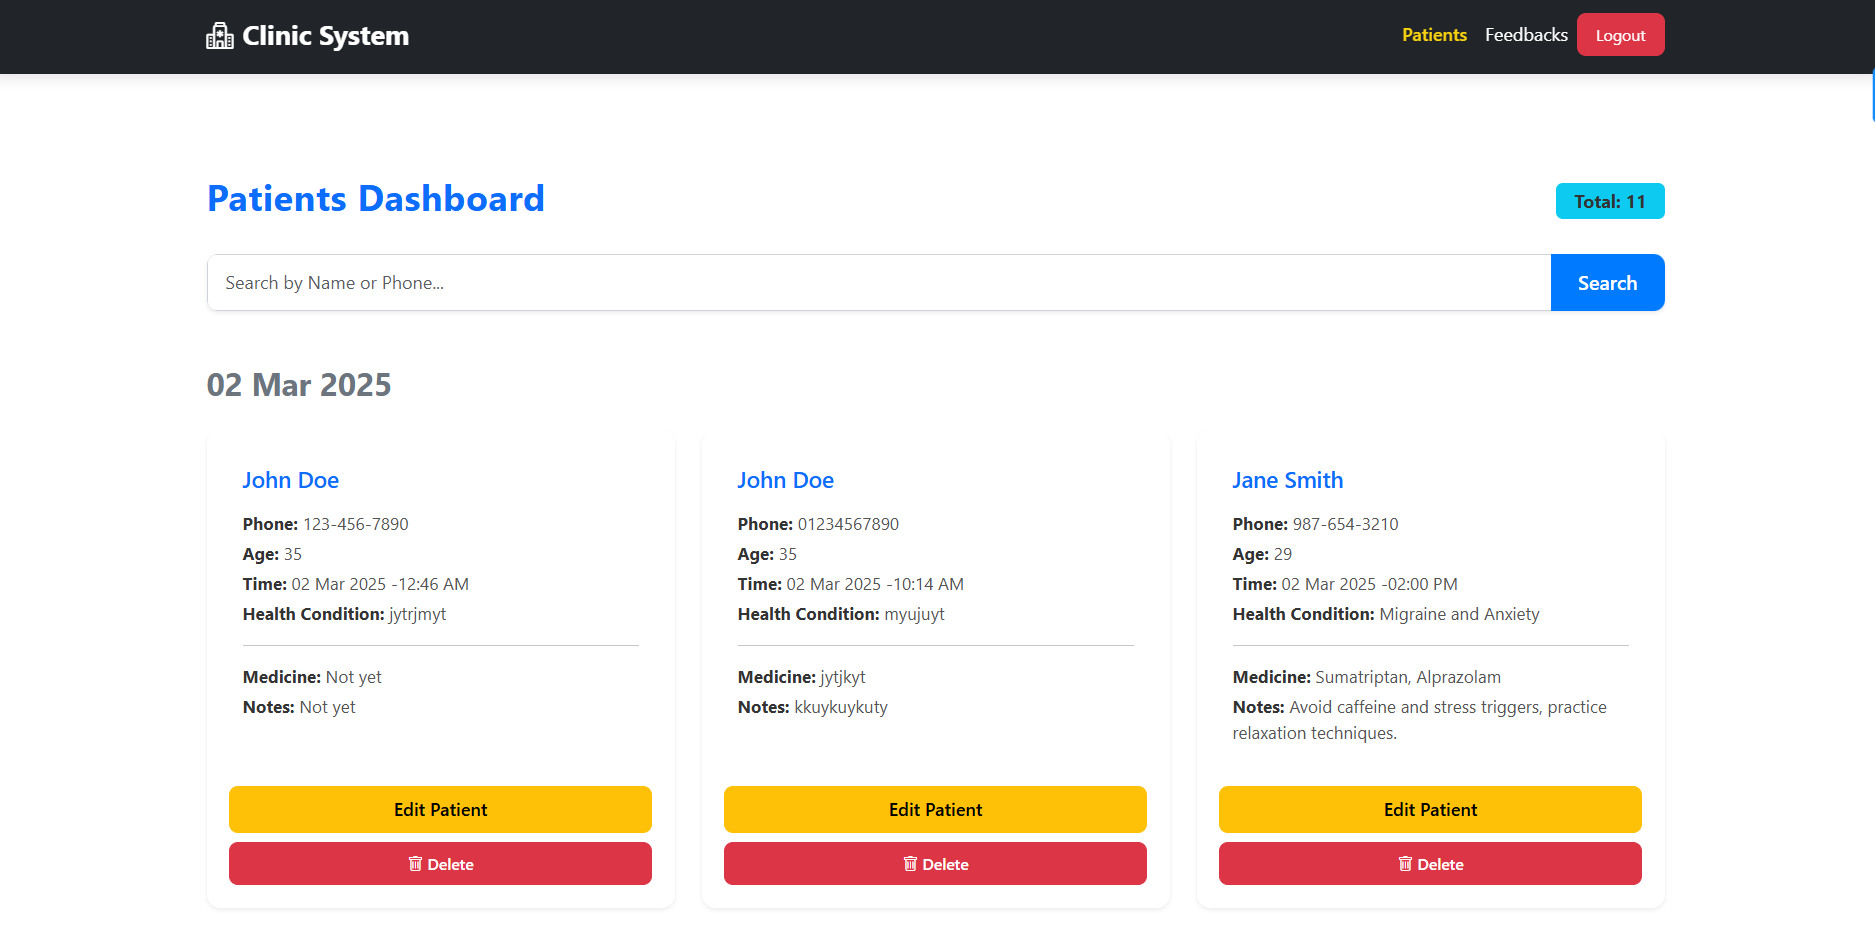 Clinic System
Patients Feedbacks Logout
Patients Dashboard
Total: 11
Search by Name or Phone...
Search
02 Mar 2025
John Doe
Phone: 123-456-7890
Age: 35
Time: 02 Mar 2025 -12:46 AM
Health Condition: jytrjmyt
Medicine: Not yet
Notes: Not yet
Edit Patient
Delete
John Doe
Phone: 01234567890
Age: 35
Time: 02 Mar 2025 -10:14 AM
Health Condition: myujuyt
Medicine: jytjkyt
Notes: kkuykuykuty
Edit Patient
Delete
Jane Smith
Phone: 987-654-3210
Age: 29
Time: 02 Mar 2025 -02:00 PM
Health Condition: Migraine and Anxiety
Medicine: Sumatriptan, Alprazolam
Notes: Avoid caffeine and stress triggers, practice
relaxation techniques.
Edit Patient
Delete